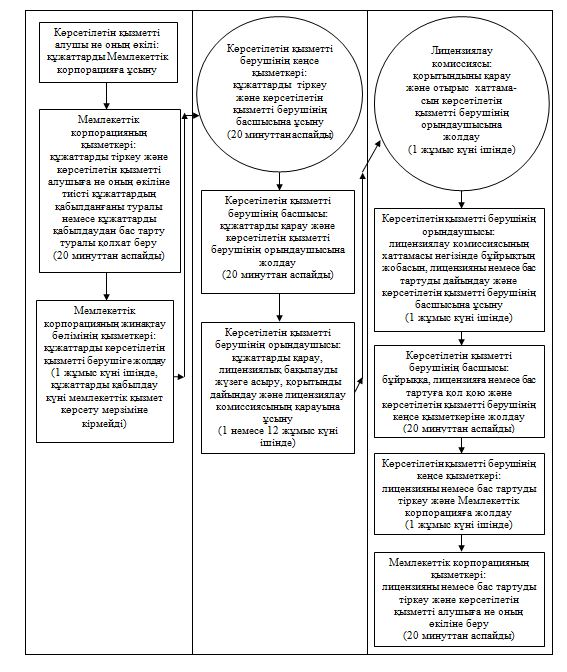 Көрсетілетін қызметті
алушы не оның өкілі:
құжаттарды Мемлекеттік
корпорацияға ұсыну
Мемлекеттік
корпорацияның
қызметкері:
құжаттарды тіркеу және
көрсетілетін қызметті
алушыға не оның өкіліне
тиісті құжаттардың
қабылданғаны туралы
немесе құжаттарды
қабылдаудан бас тарту
туралы қолхат беру
(20 минуттан аспайды)
Мемлекеттік
корпорацияның жинақтау
бөлімінің қызметкері:
құжаттарды көрсетілетін
қызметті берушіге жолдау
(1 жұмыс күні ішінде,
құжаттарды қабылдау
күні мемлекеттік қызмет
көрсету мерзіміне
кірмейді)
Көрсетілетін қызметті
берушінің кеңсе
қызметкері:
құжаттарды тіркеу
және көрсетілетін
қызметті берушінің
басшысына ұсыну
(20 минуттан аспайды)
Көрсетілетін қызметті
берушінің басшысы:
құжаттарды қарау және
көрсетілетін қызметті
берушінің орындаушысына
жолдау
(20 минуттан аспайды)
Көрсетілетін қызметті
берушінің орындаушысы:
құжаттарды қарау,
лицензиялық бақылауды
жүзеге асыру, қорытынды
дайындау және лицензиялау
комиссиясының қарауына
ұсыну
(1 немесе 12 жұмыс күні
ішінде)
Лицензиялау
комиссиясы:
қорытындыны қарау
және отырыс хаттама-
сын көрсетілетін
қызметті берушінің
орындаушысына
жолдау
(1 жұмыс күні ішінде)
Көрсетілетін қызметті берушінің
орындаушысы:
лицензиялау комиссиясының
хаттамасы негізінде бұйрықтың
жобасын, лицензияны немесе бас
тартуды дайындау және
көрсетілетін қызметті берушінің
басшысына ұсыну
(1 жұмыс күні ішінде)
Көрсетілетін қызметті берушінің
басшысы:
бұйрыққа, лицензияға немесе бас
тартуға қол қою және
көрсетілетін қызметті берушінің
кеңсе қызметкеріне жолдау
(20 минуттан аспайды)
Көрсетілетін қызметті берушінің
кеңсе қызметкері:
лицензияны немесе бас тартуды
тіркеу және Мемлекеттік
корпорацияға жолдау
(1 жұмыс күні ішінде)
Мемлекеттік корпорацияның
қызметкері:
лицензияны немесе бас тартуды
тіркеу және көрсетілетін
қызметті алушыға не оның
өкіліне беру
(20 минуттан аспайды)